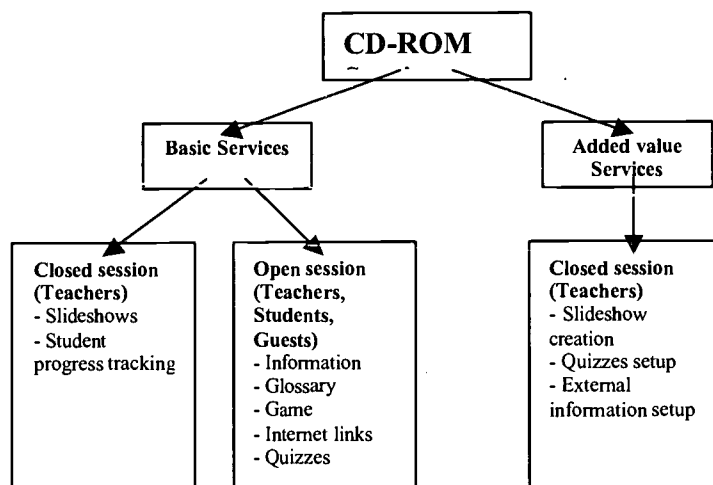 CD-ROM
Basic Services
Added value
Services
Closed session
(Teachers)
- Slideshows
- Student
progress tracking
Open session
(Teachers,
Students,
Guests)
- Information
- Glossary
- Game
- Internet links
- Quizzes
Closed session
(Teachers)
- Slideshow
creation
- Quizzes setup
- External
information setup